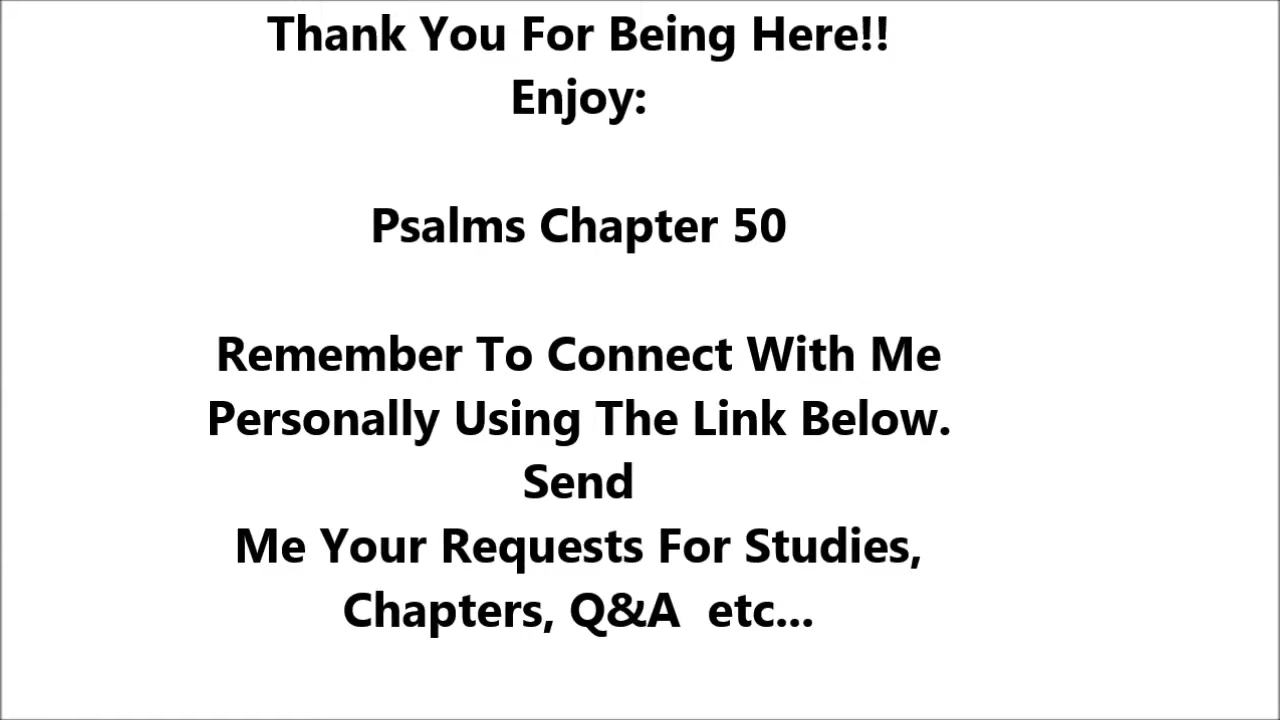 Thank You For Being Here!!
Enjoy:
Psalms Chapter 50
Remember To Connect With Me
Personally Using The Link Below.
Send
Me Your Requests For Studies,
Chapters, Q&A  etc...